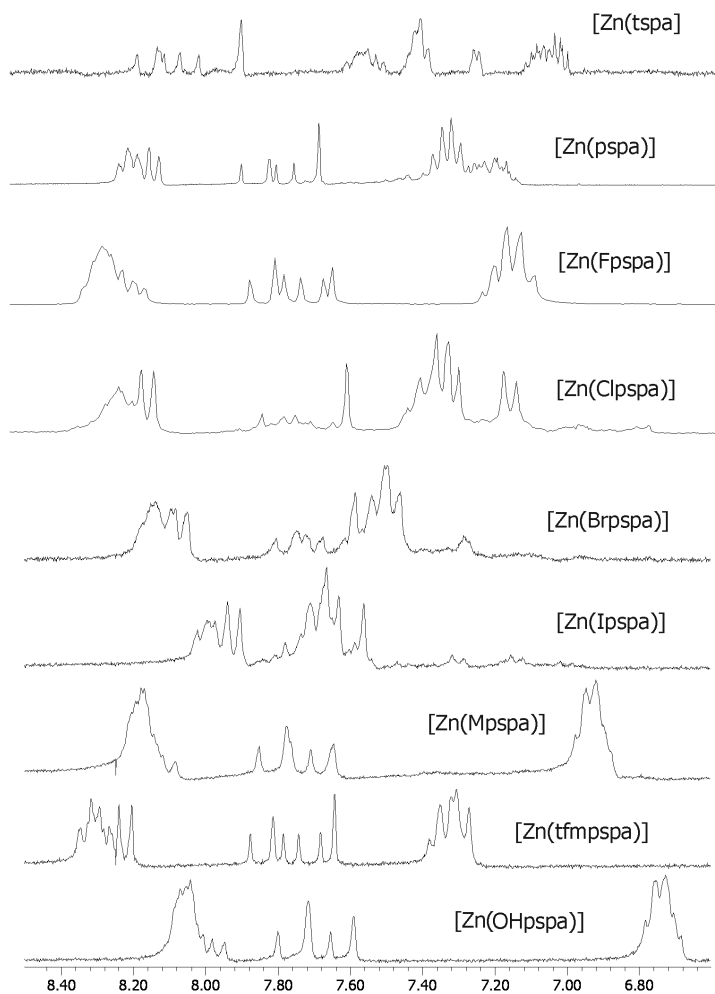 [Zn(tspa]
[Zn(pspa)]
[Zn(Fpspa)]
[Zn(Clpspa)]
[Zn(Brpspa)]
[Zn(Ipspa)]
[Zn(Mpspa)]
[Zn(tfmpspa)]
[Zn(OHpspa)]
8.40 8.20 8.00 7.80 7.60 7.40 7.20 7.00 6.80